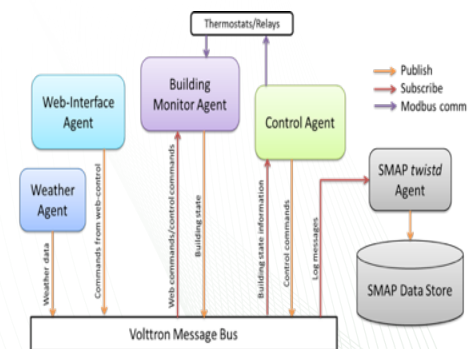 Thermostats/Relays
Publish
Subscribe
Modbus comm
Web-Interface
Agent
Building
Monitor Agent
Control Agent
Weather
Agent
SMAP twistd
Agent
Weather data
Commands from web-control
Web commands/control commands
Building state
Building state information
Control commands
Log messages
SMAP Data Store
Volttron Message Bus